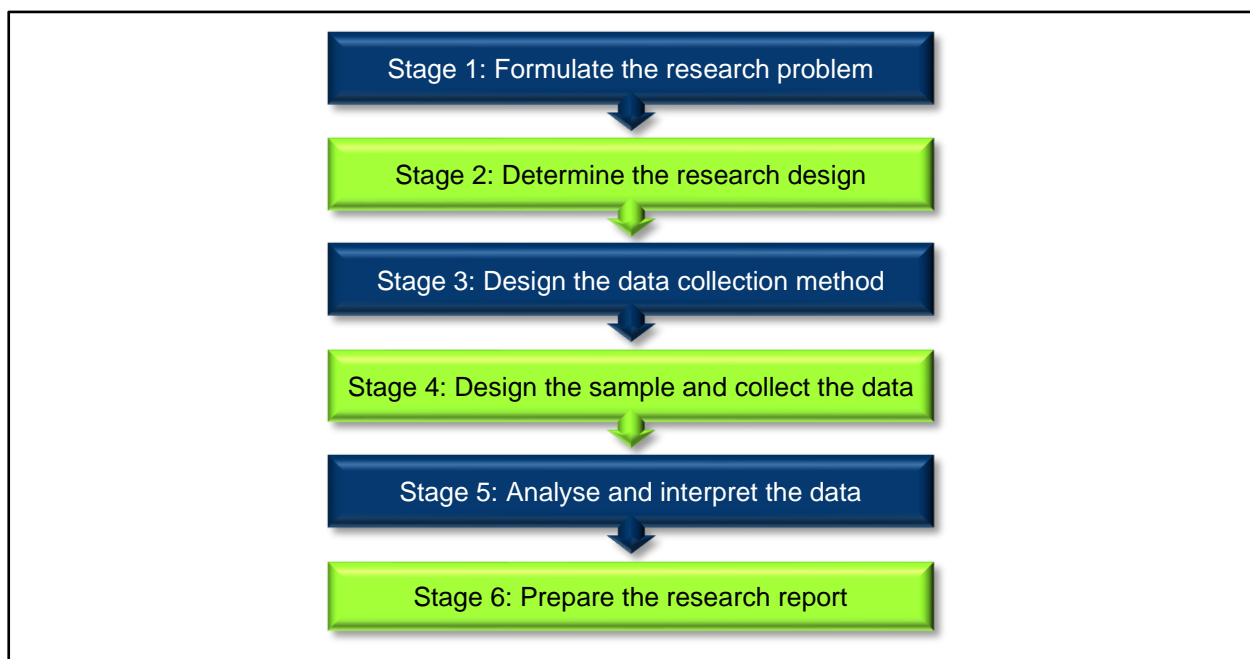 Stage 1: Formulate the research problem
Stage 2: Determine the research design
Stage 3: Design the data collection method
Stage 4: Design the sample and collect the data
Stage 5: Analyse and interpret the data
Stage 6: Prepare the research report